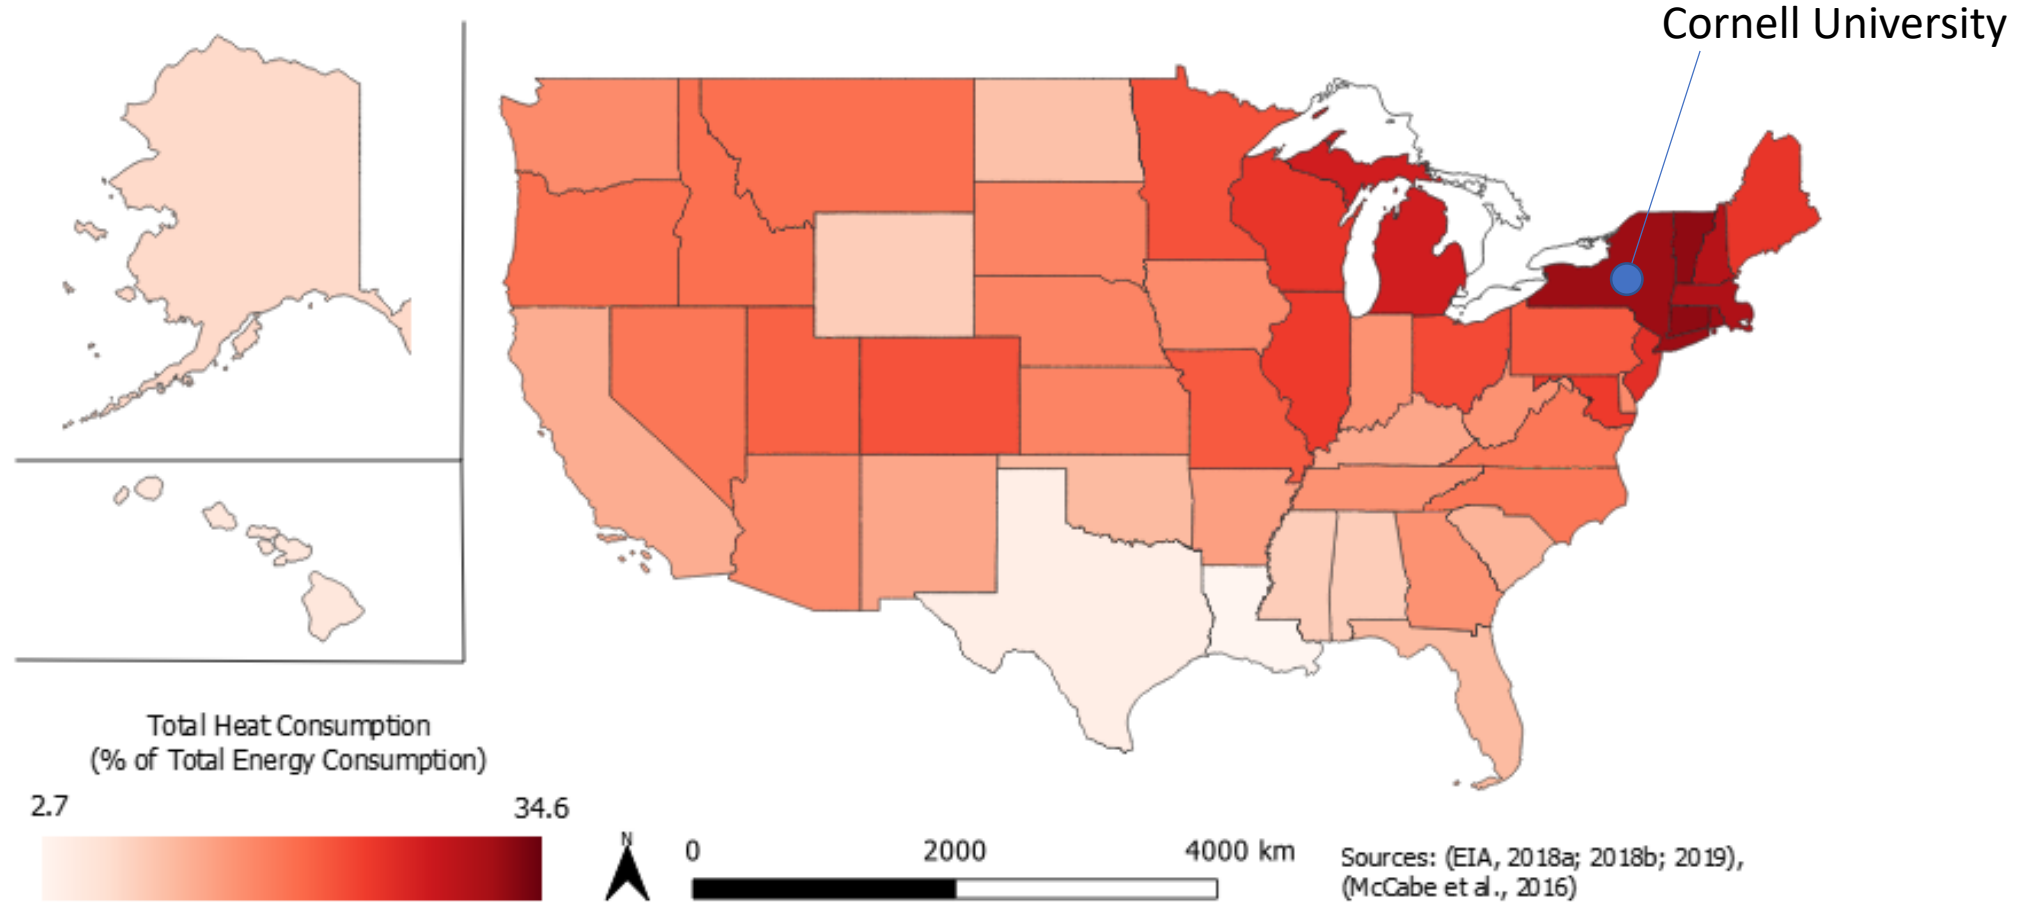 Cornell University
Total Heat Consumption
(% of Total Energy Consumption)
2.7 34.6
N
0 2000 4000 km
Sources: (EIA, 2018a; 2018b; 2019),
(McCabe et al., 2016)